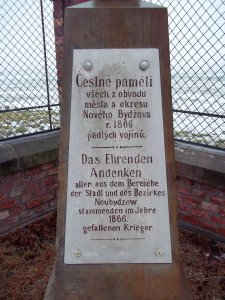 Čestné paměti
všech z obvodu
města a okresu
Nového Bydžova
r. 1866
padlých vojínů.
Das Ehrenden
Andenken
aller aus dem Bereiche
der Stadt und des Bezirkes
Neubydžow
stammenden im Jahre
1866.
gefallenen Krieger.